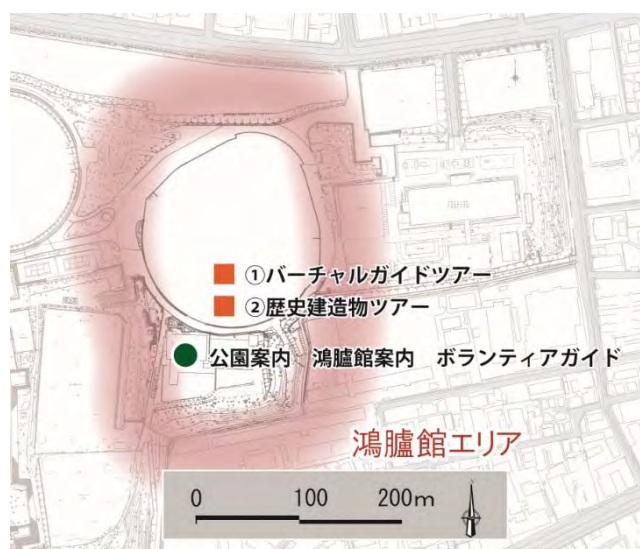 ①バーチャルガイドツアー
②歴史建造物ツアー
公園案内　鴻臚館案内　ボランティアガイド
鴻臚館エリア
0 100 200m